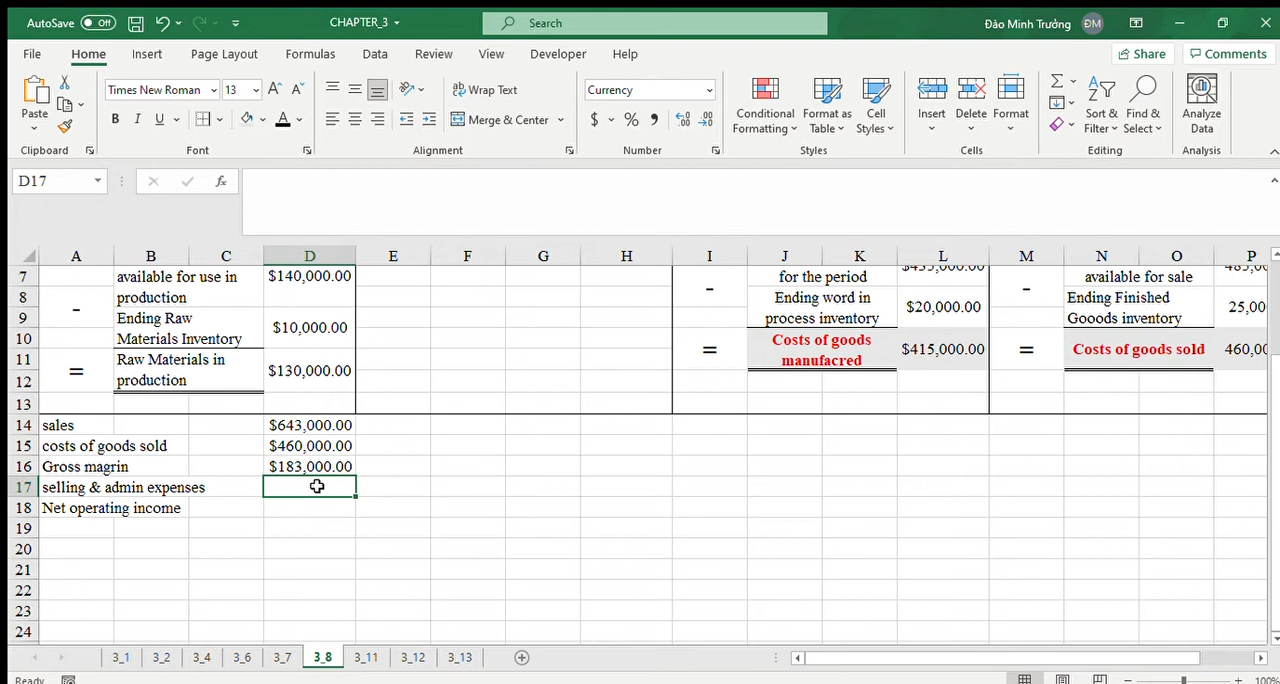 AutoSave Off CHAPTER_3 Search Đào Minh Trưởng ĐM
File Home Insert Page Layout Formulas Data Review View Developer Help Share Comments
Paste Times New Roman 13 A A Wrap Text Currency Conditional Format as Cell Insert Delete Format Sort & Find & Analyze
B I U A Merge & Center $ % Formatting Table Styles Filter Select Data
Clipboard Font Alignment Number Styles Cells Editing Analysis
D17 fx
A B C D E F G H I J K L M N O P
7 available for use in $140,000.00 for the period $435,000.00 available for sale
8 production - Ending word in $20,000.00 - Ending Finished 25,00
9 - Ending Raw $10,000.00 process inventory Gooods inventory
10 Materials Inventory = Costs of goods $415,000.00 = Costs of goods sold 460,00
11 = Raw Materials in $130,000.00 manufacred
12 production
13
14 sales $643,000.00
15 costs of goods sold $460,000.00
16 Gross magrin $183,000.00
17 selling & admin expenses
18 Net operating income
19
20
21
22
23
24
3_1 3_2 3_4 3_6 3_7 3_8 3_11 3_12 3_13
Ready 100%